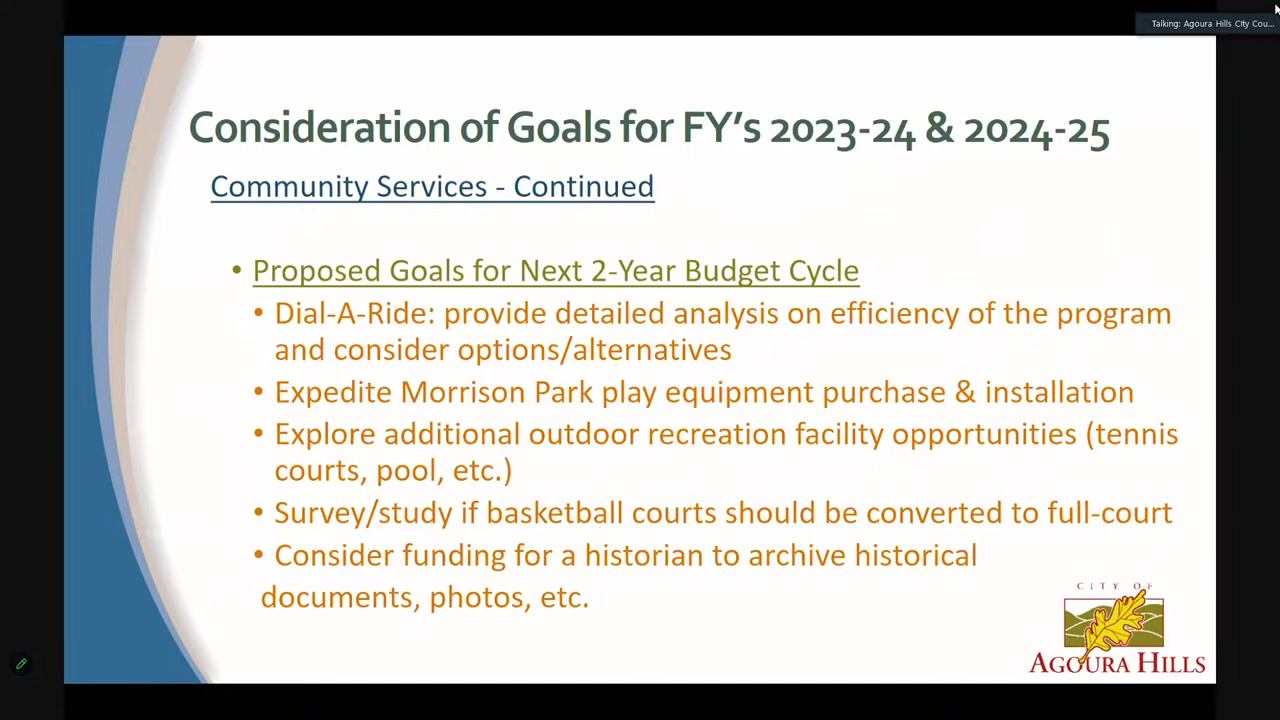 Talking: Agoura Hills City Cou...
Consideration of Goals for FY's 2023-24 & 2024-25
Community Services - Continued
• Proposed Goals for Next 2-Year Budget Cycle
• Dial-A-Ride: provide detailed analysis on efficiency of the program
and consider options/alternatives
• Expedite Morrison Park play equipment purchase & installation
• Explore additional outdoor recreation facility opportunities (tennis
courts, pool, etc.)
• Survey/study if basketball courts should be converted to full-court
• Consider funding for a historian to archive historical
documents, photos, etc.
CITY OF
AGOURA HILLS